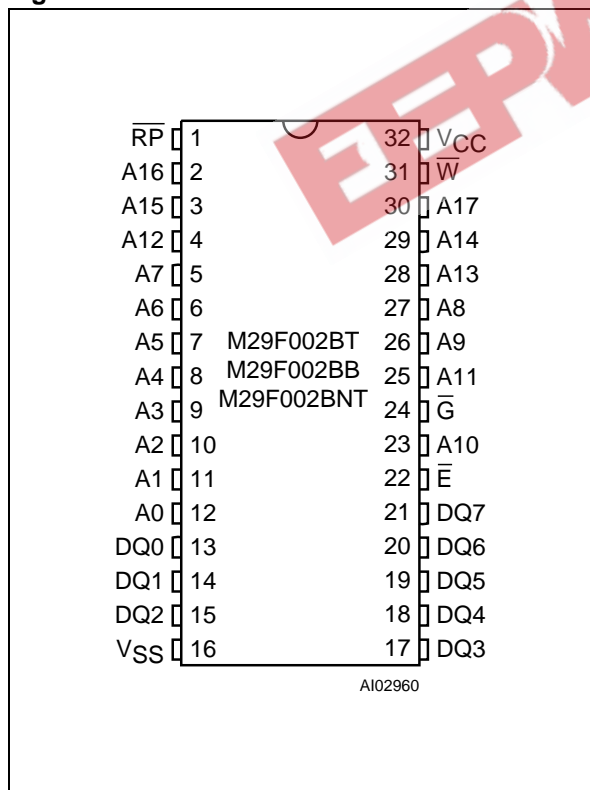 R̅P̅ 1 32 VCC
A16 2 31 W̅
A15 3 30 A17
A12 4 29 A14
A7 5 28 A13
A6 6 27 A8
A5 7 M29F002BT 26 A9
A4 8 M29F002BB 25 A11
A3 9 M29F002BNT 24 G̅
A2 10 23 A10
A1 11 22 E̅
A0 12 21 DQ7
DQ0 13 20 DQ6
DQ1 14 19 DQ5
DQ2 15 18 DQ4
VSS 16 17 DQ3
AI02960